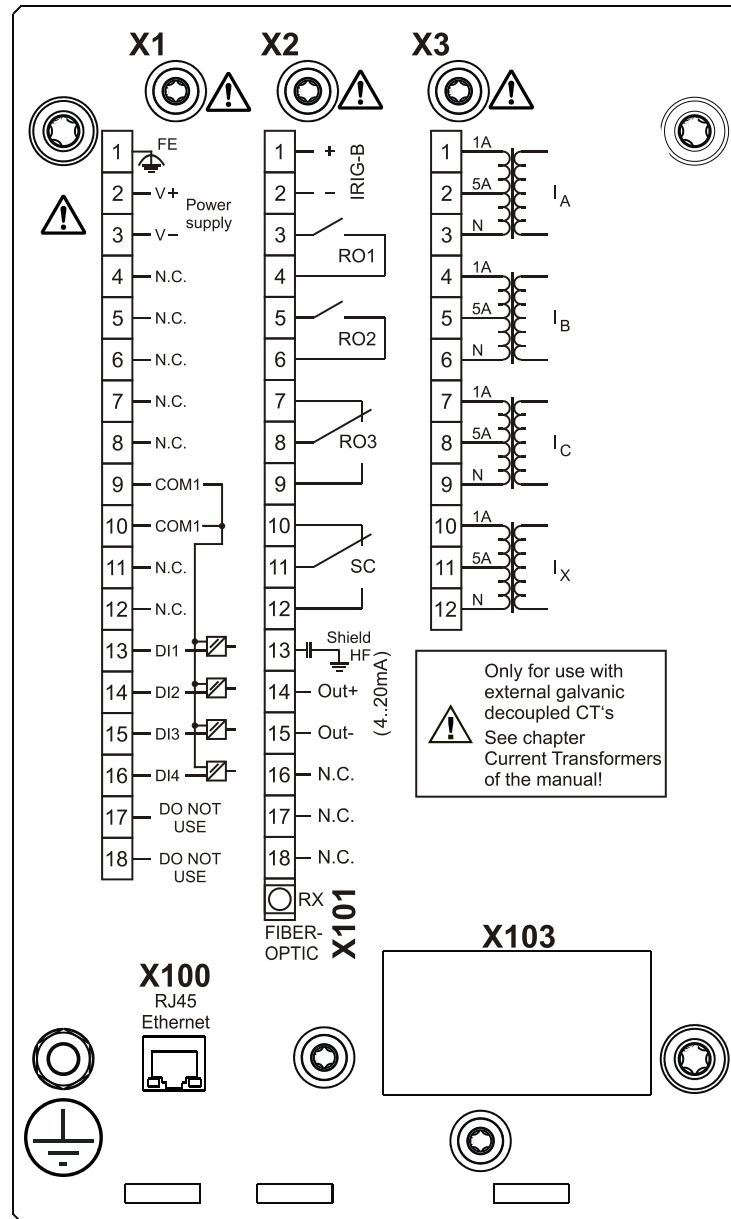 X1 X2 X3
1 FE
2 V+
Power
supply
3 V–
4 N.C.
5 N.C.
6 N.C.
7 N.C.
8 N.C.
9 COM1
10 COM1
11 N.C.
12 N.C.
13 DI1
14 DI2
15 DI3
16 DI4
17 DO NOT
USE
18 DO NOT
USE
1 +
2 –
IRIG-B
3
RO1
4
5
RO2
6
7
8 RO3
9
10
11 SC
12
13 Shield
HF
14 Out+
15 Out-
(4..20mA)
16 N.C.
17 N.C.
18 N.C.
RX
FIBER-
OPTIC
X101
1 1A
2 5A IA
3 N
4 1A
5 5A IB
6 N
7 1A
8 5A IC
9 N
10 1A
11 5A IX
12 N
Only for use with
external galvanic
decoupled CT‘s
See chapter
Current Transformers
of the manual!
X103
X100
RJ45
Ethernet